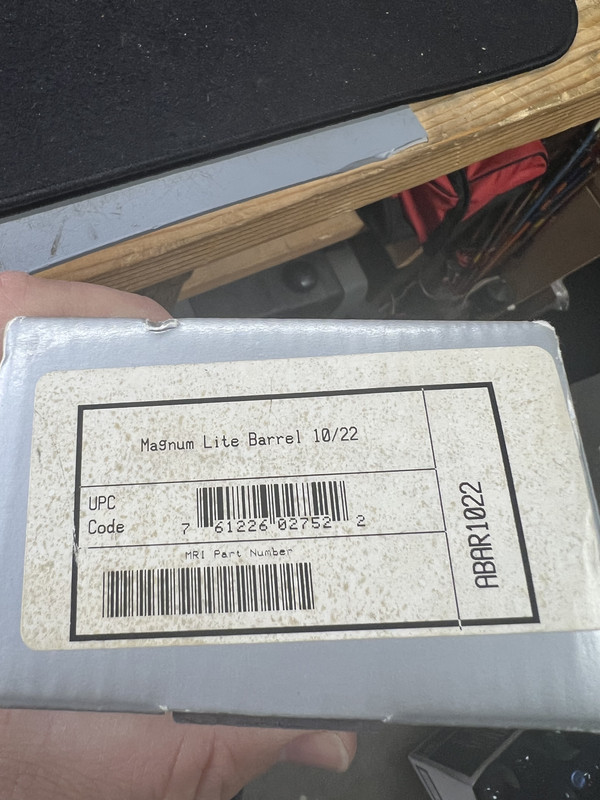 Magnum Lite Barrel 10/22
UPC
Code
7 61226 02752 2
MRI Part Number
ABAR1022